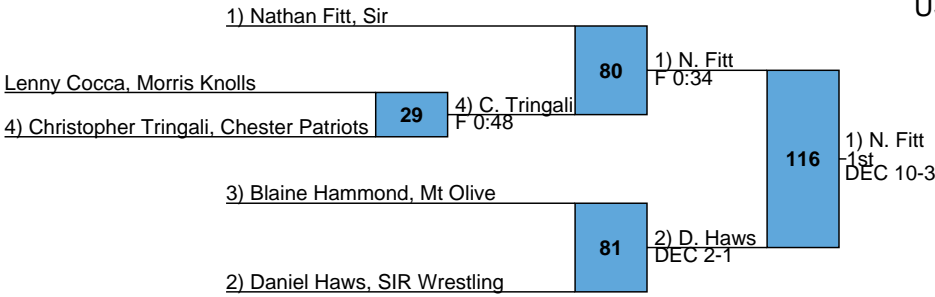 1) Nathan Fitt, Sir
80
1) N. Fitt
F 0:34
Lenny Cocca, Morris Knolls
29
4) C. Tringali
F 0:48
4) Christopher Tringali, Chester Patriots
116
1) N. Fitt
1st
DEC 10-3
3) Blaine Hammond, Mt Olive
81
2) D. Haws
DEC 2-1
2) Daniel Haws, SIR Wrestling